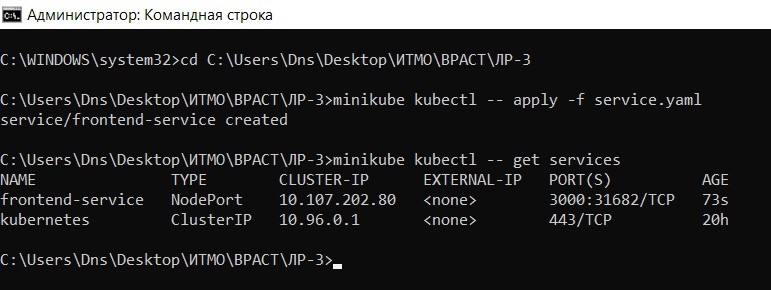 Администратор: Командная строка
C:\WINDOWS\system32>cd C:\Users\Dns\Desktop\ИТМО\ВРАСТ\ЛР-3
C:\Users\Dns\Desktop\ИТМО\ВРАСТ\ЛР-3>minikube kubectl -- apply -f service.yaml
service/frontend-service created
C:\Users\Dns\Desktop\ИТМО\ВРАСТ\ЛР-3>minikube kubectl -- get services
NAME TYPE CLUSTER-IP EXTERNAL-IP PORT(S) AGE
frontend-service NodePort 10.107.202.80 <none> 3000:31682/TCP 73s
kubernetes ClusterIP 10.96.0.1 <none> 443/TCP 20h
C:\Users\Dns\Desktop\ИТМО\ВРАСТ\ЛР-3>